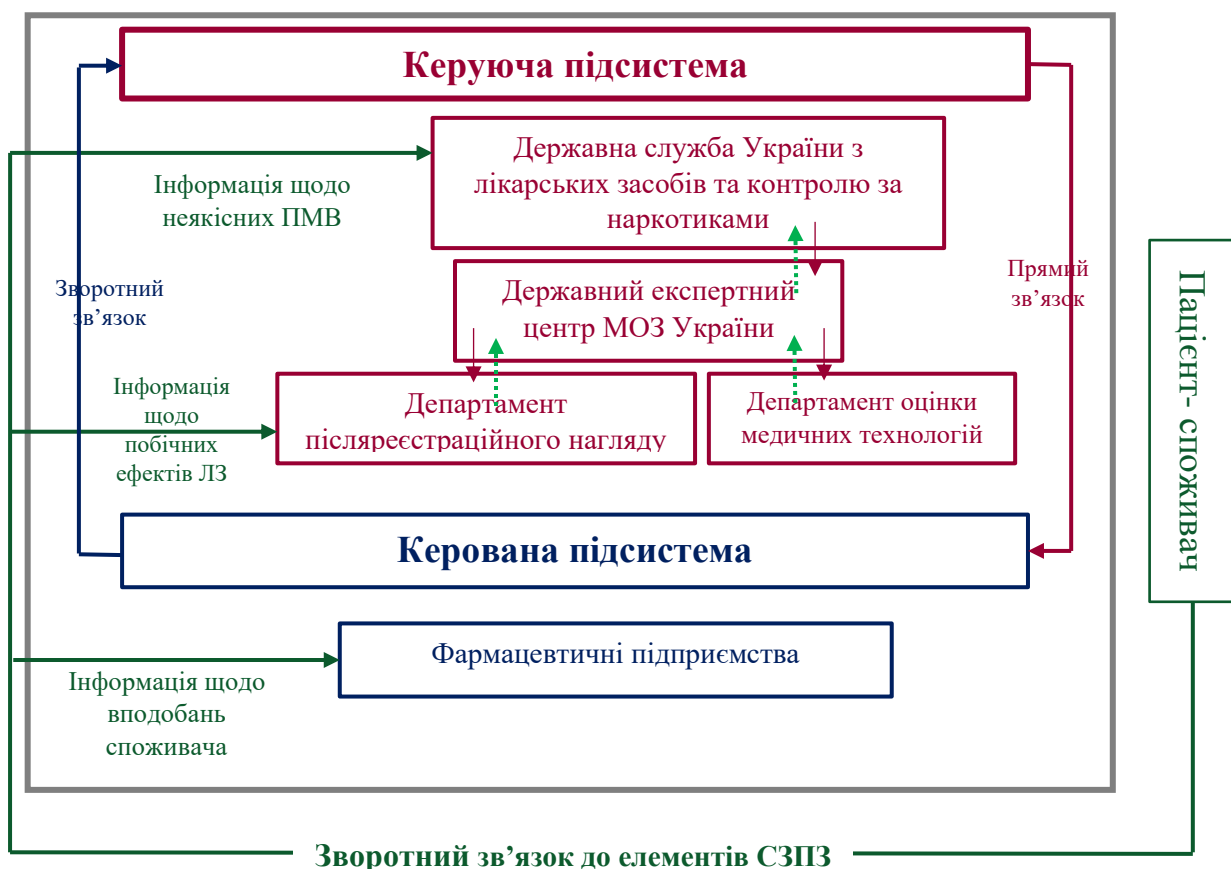 Керуюча підсистема
Державна служба України з
лікарських засобів та контролю за
наркотиками
Інформація щодо
неякісних ПМВ
Зворотний
зв’язок
Прямий
зв’язок
Державний експертний
центр МОЗ України
Інформація
щодо
побічних
ефектів ЛЗ
Департамент
післяреєстраційного нагляду
Департамент оцінки
медичних технологій
Пацієнт- споживач
Керована підсистема
Фармацевтичні підприємства
Інформація щодо
вподобань
споживача
Зворотний зв’язок до елементів СЗПЗ